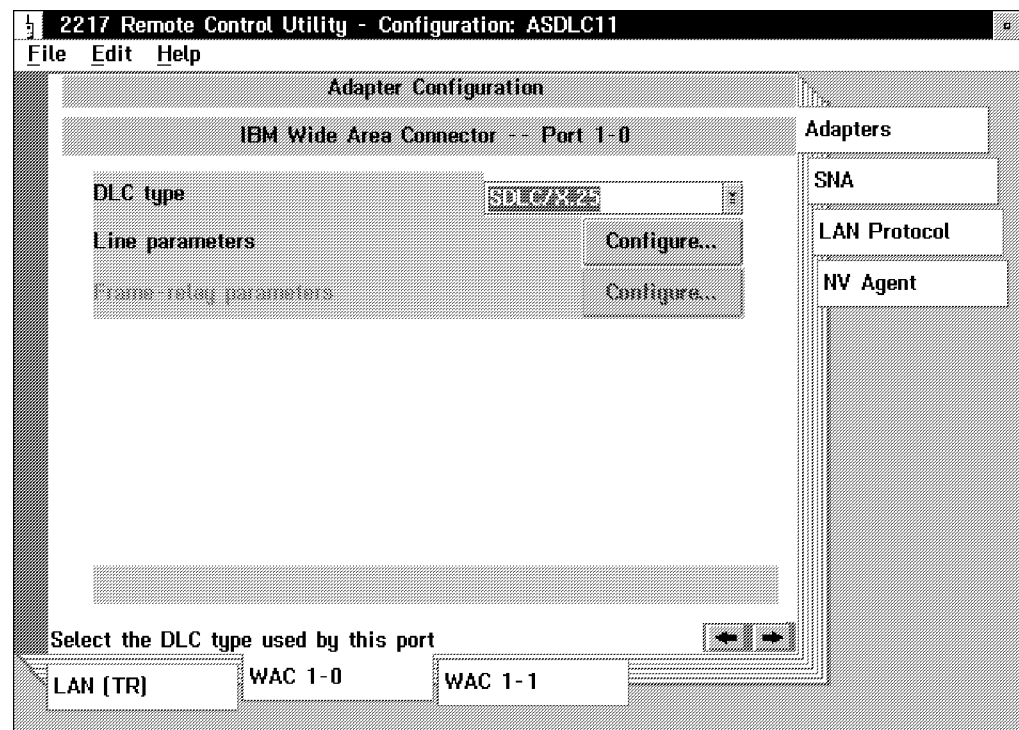 2217 Remote Control Utility - Configuration: ASDLC11
File Edit Help
Adapter Configuration
IBM Wide Area Connector -- Port 1-0
DLC type SDLC/X.25
Line parameters Configure...
Frame-relay parameters Configure...
Adapters
SNA
LAN Protocol
NV Agent
Select the DLC type used by this port
LAN (TR) WAC 1-0 WAC 1-1